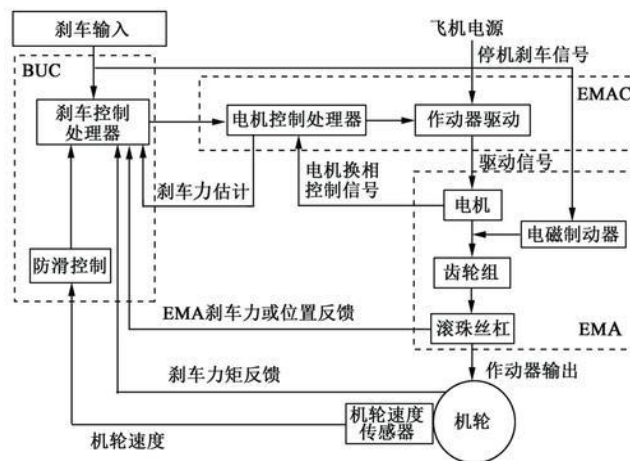 刹车输入
飞机电源
停机刹车信号
BUC
EMAC
刹车控制
处理器
电机控制处理器
作动器驱动
驱动信号
刹车力估计
电机换相
控制信号
电机
电磁制动器
防滑控制
齿轮组
EMA刹车力或位置反馈
滚珠丝杠
EMA
作动器输出
刹车力矩反馈
机轮速度
传感器
机轮
机轮速度